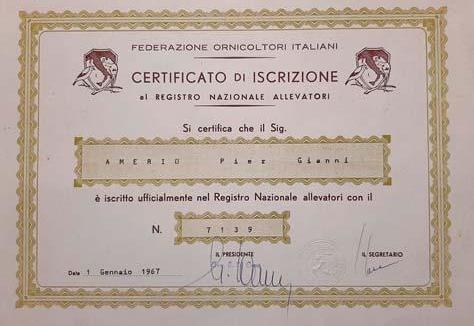 FEDERAZIONE ORNICOLTORI ITALIANI
CERTIFICATO DI ISCRIZIONE
al REGISTRO NAZIONALE ALLEVATORI
Si certifica che il Sig.
AMERIO Pier Gianni
è iscritto ufficialmente nel Registro Nazionale allevatori con il
N. 7139
IL PRESIDENTE
IL SEGRETARIO
Data 1 Gennaio 1967